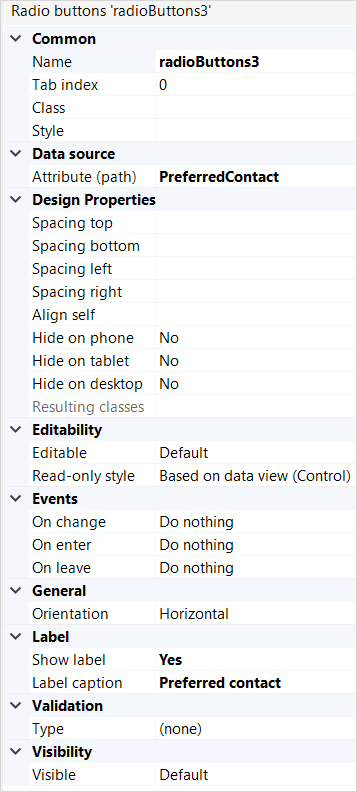 Radio buttons 'radioButtons3'
Common
Name radioButtons3
Tab index 0
Class
Style
Data source
Attribute (path) PreferredContact
Design Properties
Spacing top
Spacing bottom
Spacing left
Spacing right
Align self
Hide on phone No
Hide on tablet No
Hide on desktop No
Resulting classes
Editability
Editable Default
Read-only style Based on data view (Control)
Events
On change Do nothing
On enter Do nothing
On leave Do nothing
General
Orientation Horizontal
Label
Show label Yes
Label caption Preferred contact
Validation
Type (none)
Visibility
Visible Default